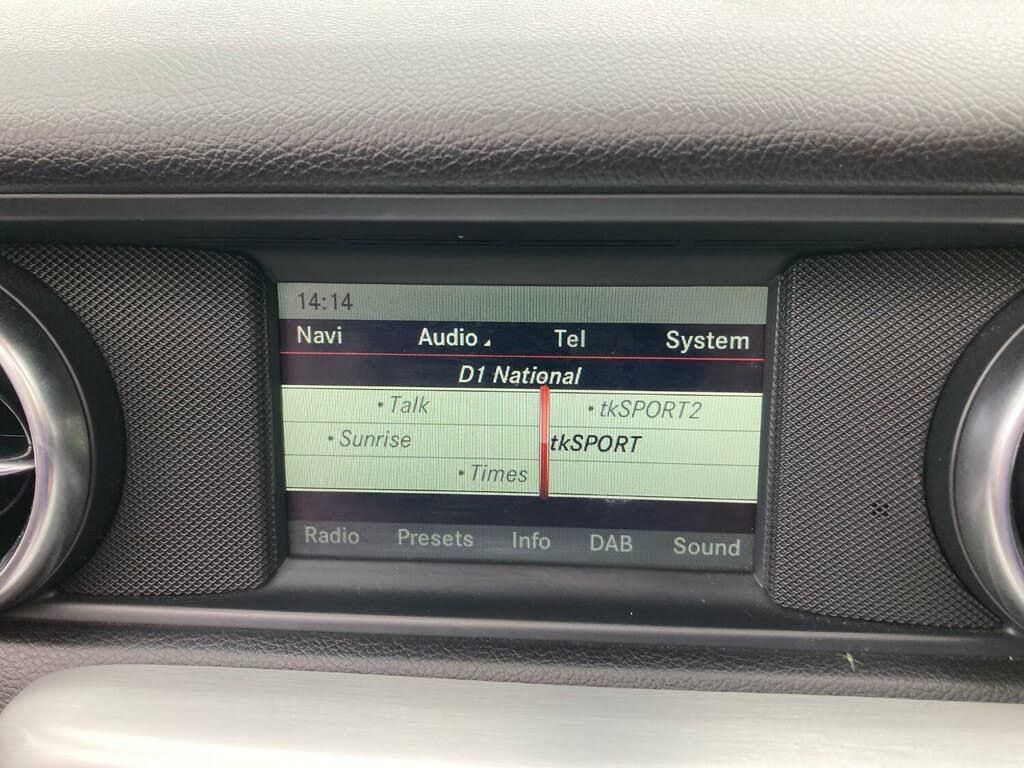 14:14
Navi Audio Tel System
D1 National
• Talk • tkSPORT2
• Sunrise tkSPORT
• Times
Radio Presets Info DAB Sound